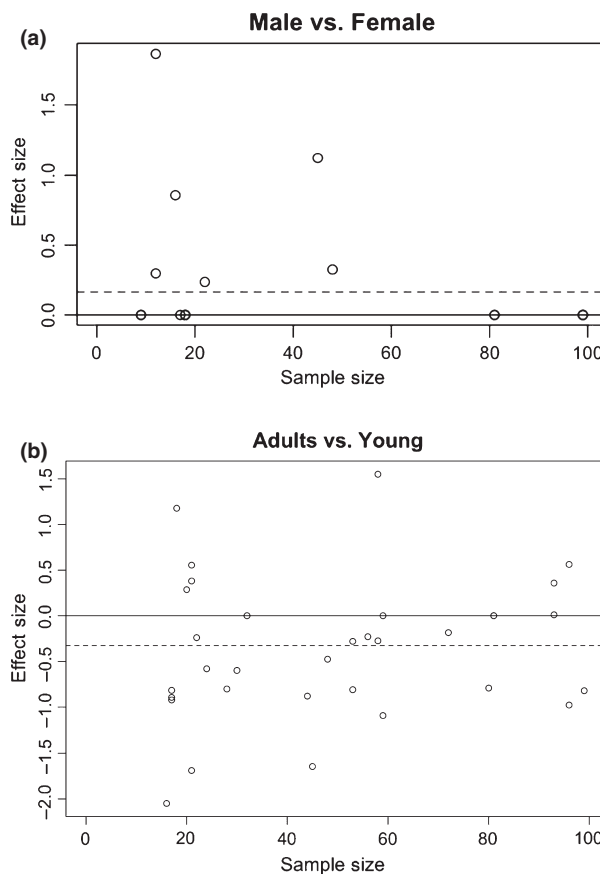 (a)
Male vs. Female
Effect size
1.5
1.0
0.5
0.0
0 20 40 60 80 100
Sample size
(b)
Adults vs. Young
Effect size
1.5
1.0
0.5
0.0
−0.5
−1.0
−1.5
−2.0
0 20 40 60 80 100
Sample size